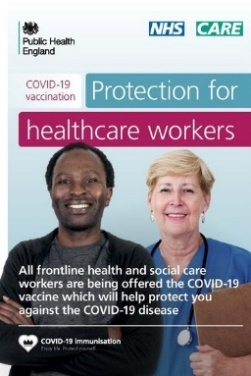 Public Health
England
NHS CARE
COVID-19
vaccination
Protection for
healthcare workers
All frontline health and social care
workers are being offered the COVID-19
vaccine which will help protect you
against the COVID-19 disease
COVID-19 immunisation